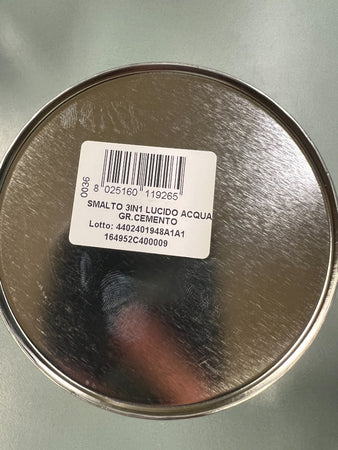 0036
8 025160 119265
SMALTO 3IN1 LUCIDO ACQUA
GR.CEMENTO
Lotto: 4402401948A1A1
164952C400009